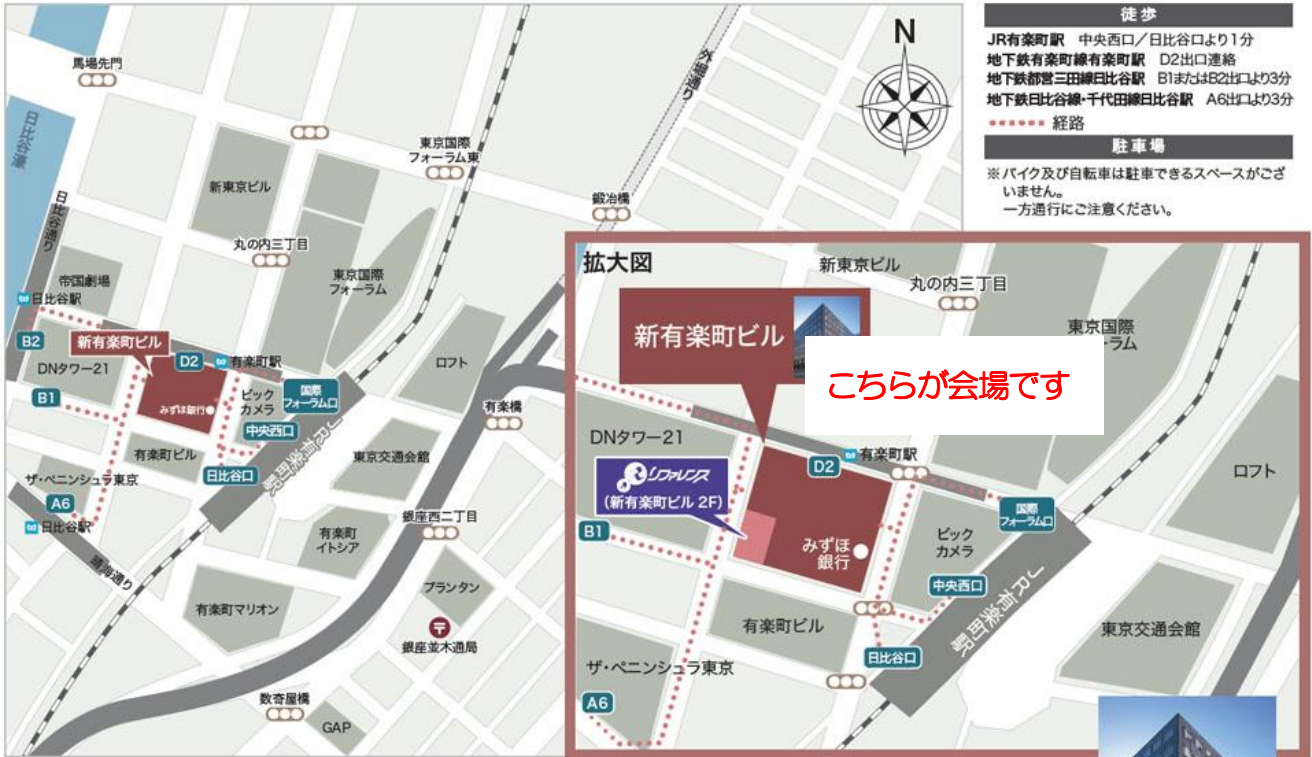 馬場先門
日比谷濠
日比谷通り
新東京ビル
東京国際
フォーラム東
外堀通り
N
鍛冶橋
丸の内三丁目
帝国劇場
日比谷駅
東京国際
フォーラム
B2
新有楽町ビル
D2
有楽町駅
ロフト
DNタワー21
B1
みずほ銀行
ビック
カメラ
国際
フォーラム口
中央西口
有楽橋
有楽町ビル
日比谷口
JR有楽町駅
東京交通会館
ザ・ペニンシュラ東京
A6
日比谷駅
晴海通り
有楽町
イトシア
銀座西二丁目
プランタン
有楽町マリオン
〒
銀座並木通局
数寄屋橋
GAP
徒歩
JR有楽町駅 中央西口/日比谷口より1分
地下鉄有楽町線有楽町駅 D2出口連絡
地下鉄都営三田線日比谷駅 B1またはB2出口より3分
地下鉄日比谷線・千代田線日比谷駅 A6出口より3分
経路
駐車場
※バイク及び自転車は駐車できるスペースがござ
いません。
一方通行にご注意ください。
拡大図
新東京ビル
丸の内三丁目
新有楽町ビル
東京国際
ラム
こちらが会場です
DNタワー21
D2
有楽町駅
ロフト
リファレンス
(新有楽町ビル 2F)
国際
フォーラム口
B1
みずほ
銀行
ビック
カメラ
中央西口
JR有楽町駅
有楽町ビル
東京交通会館
日比谷口
ザ・ペニンシュラ東京
A6